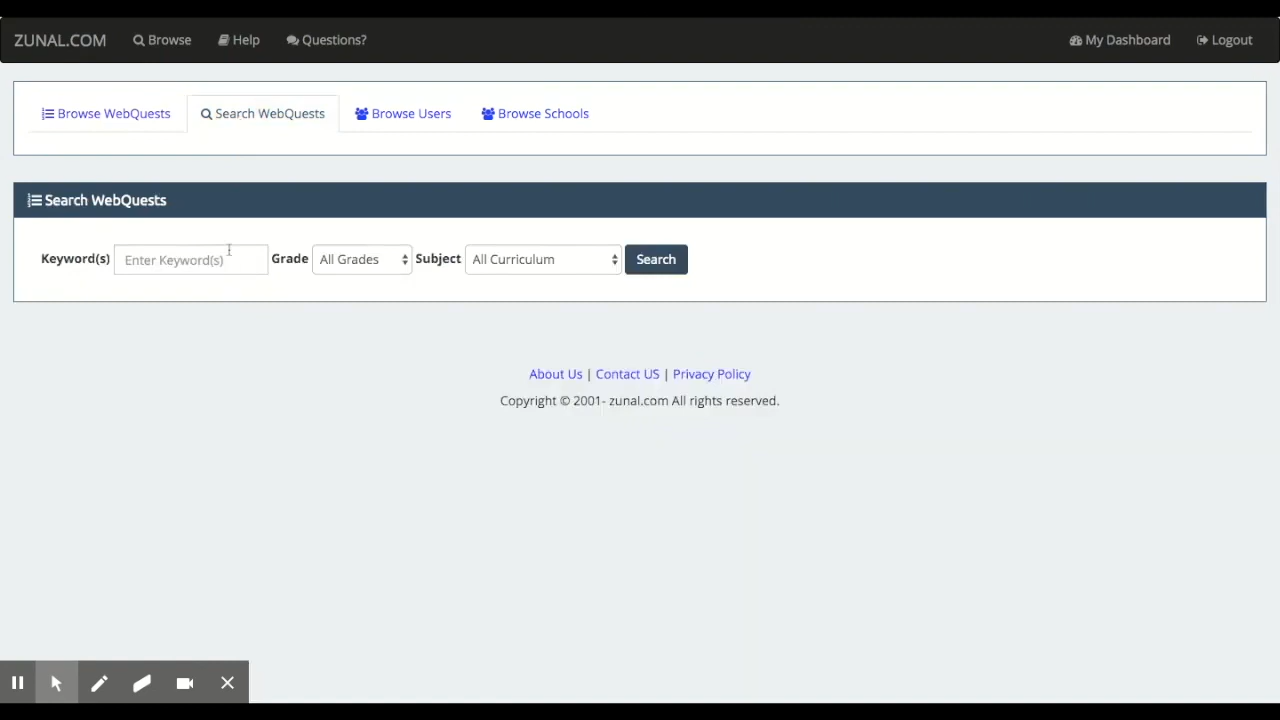 ZUNAL.COM Browse Help Questions? My Dashboard Logout
Browse WebQuests Search WebQuests Browse Users Browse Schools
Search WebQuests
Keyword(s) Enter Keyword(s) Grade All Grades Subject All Curriculum Search
About Us | Contact US | Privacy Policy
Copyright © 2001- zunal.com All rights reserved.